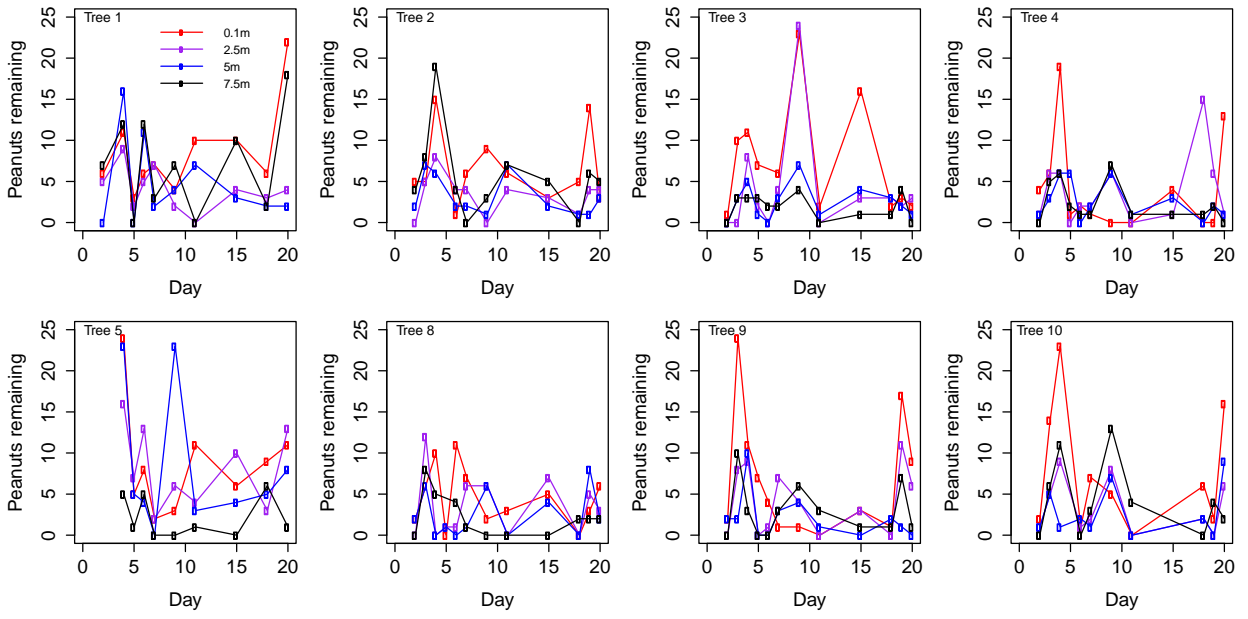 Tree 1
0.1m
2.5m
5m
7.5m
Peanuts remaining
0 5 10 15 20 25
0 5 10 15 20
Day
Tree 2
Peanuts remaining
0 5 10 15 20 25
0 5 10 15 20
Day
Tree 3
Peanuts remaining
0 5 10 15 20 25
0 5 10 15 20
Day
Tree 4
Peanuts remaining
0 5 10 15 20 25
0 5 10 15 20
Day
Tree 5
Peanuts remaining
0 5 10 15 20 25
0 5 10 15 20
Day
Tree 8
Peanuts remaining
0 5 10 15 20 25
0 5 10 15 20
Day
Tree 9
Peanuts remaining
0 5 10 15 20 25
0 5 10 15 20
Day
Tree 10
Peanuts remaining
0 5 10 15 20 25
0 5 10 15 20
Day